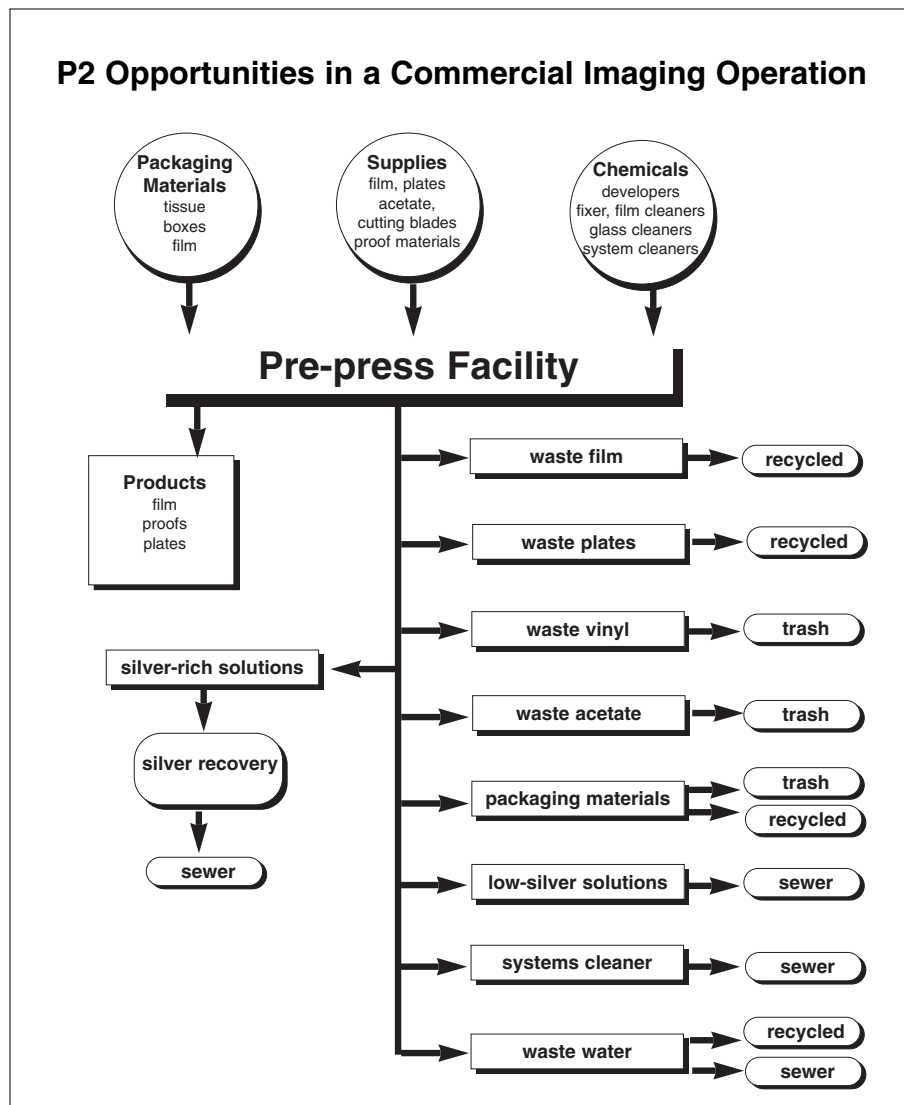 P2 Opportunities in a Commercial Imaging Operation
Packaging
Materials
tissue
boxes
film
Supplies
film, plates
acetate,
cutting blades
proof materials
Chemicals
developers
fixer, film cleaners
glass cleaners
system cleaners
Pre-press Facility
Products
film
proofs
plates
silver-rich solutions
silver recovery
sewer
waste film
recycled
waste plates
recycled
waste vinyl
trash
waste acetate
trash
packaging materials
trash
recycled
low-silver solutions
sewer
systems cleaner
sewer
waste water
recycled
sewer